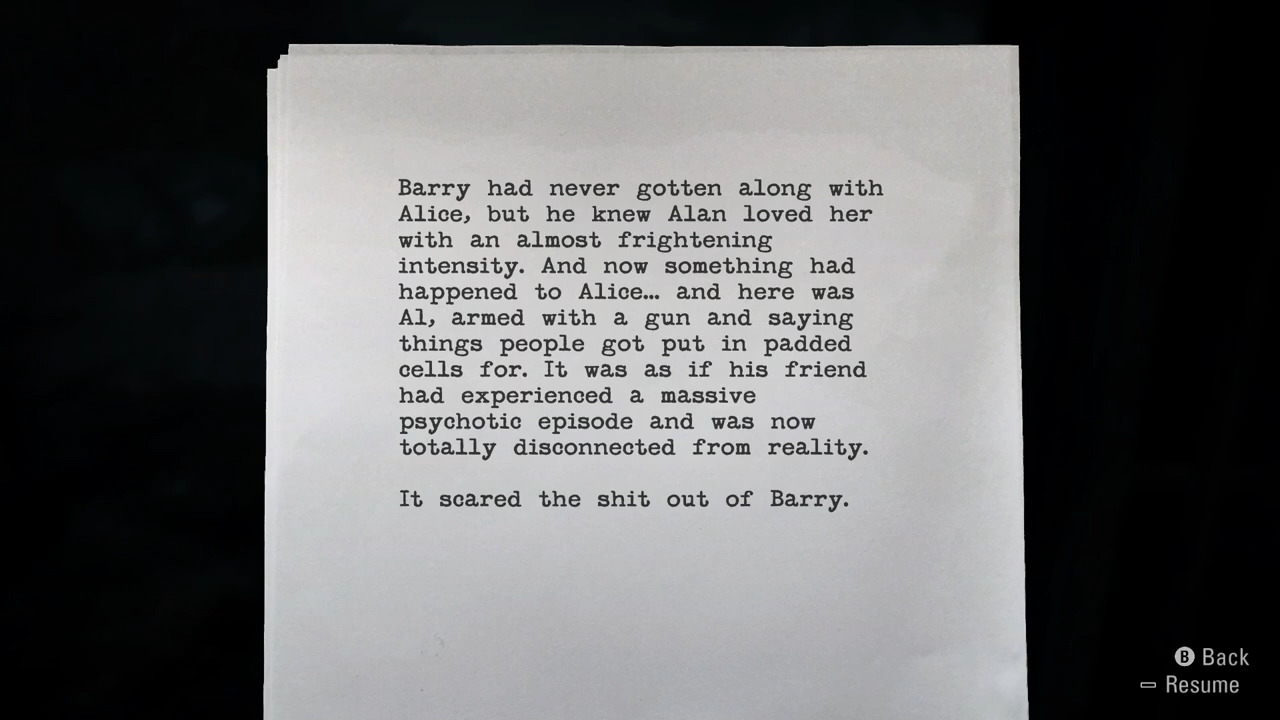 Barry had never gotten along with
Alice, but he knew Alan loved her
with an almost frightening
intensity. And now something had
happened to Alice… and here was
Al, armed with a gun and saying
things people got put in padded
cells for. It was as if his friend
had experienced a massive
psychotic episode and was now
totally disconnected from reality.

It scared the shit out of Barry.
B Back
Resume